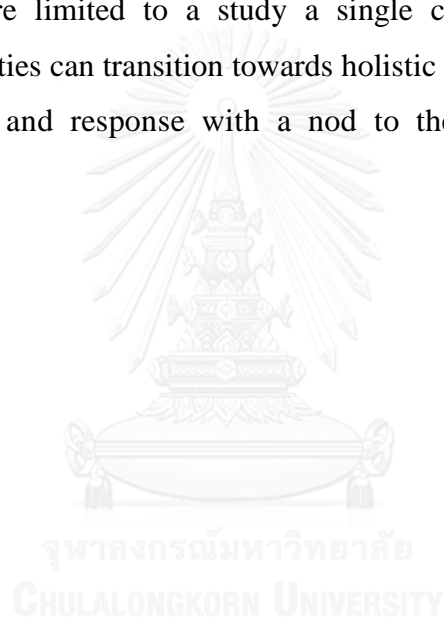 re limited to a study a single c
ties can transition towards holistic
and response with a nod to the
จุฬาลงกรณ์มหาวิทยาลัย
CHULALONGKORN UNIVERSITY